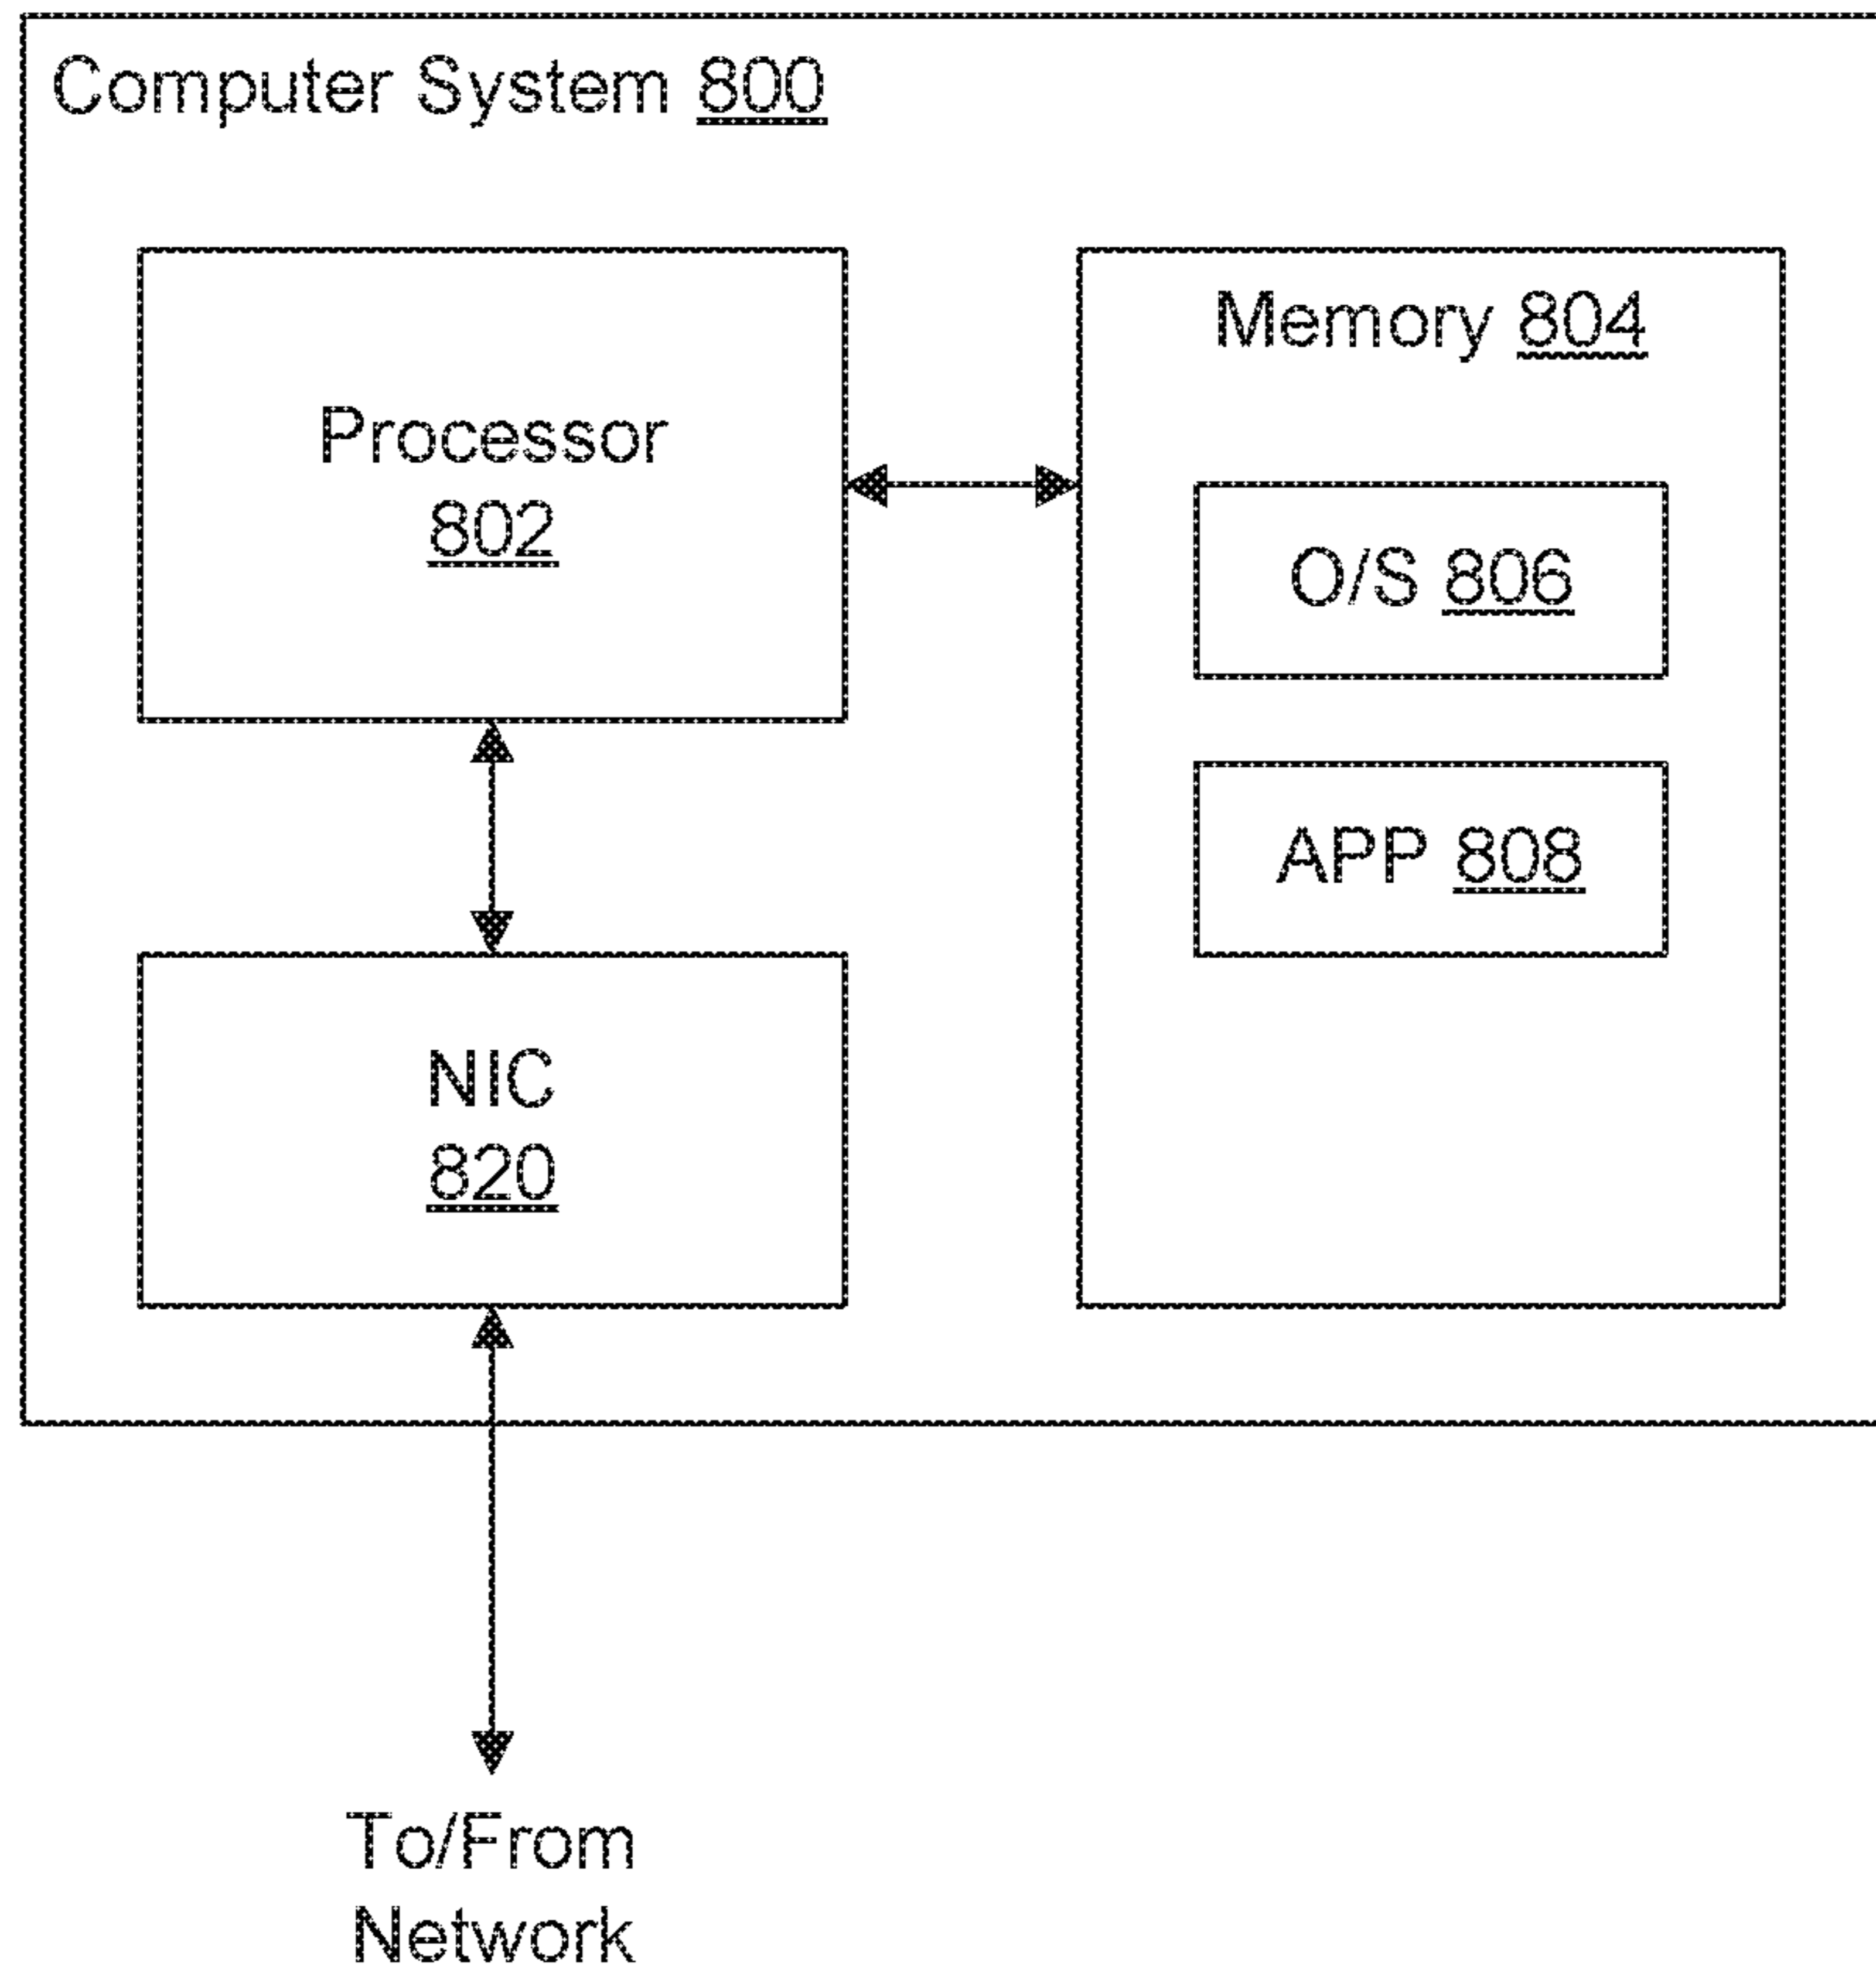 Computer System 800
Processor
802
Memory 804
O/S 806
APP 808
NIC
820
To/From
Network